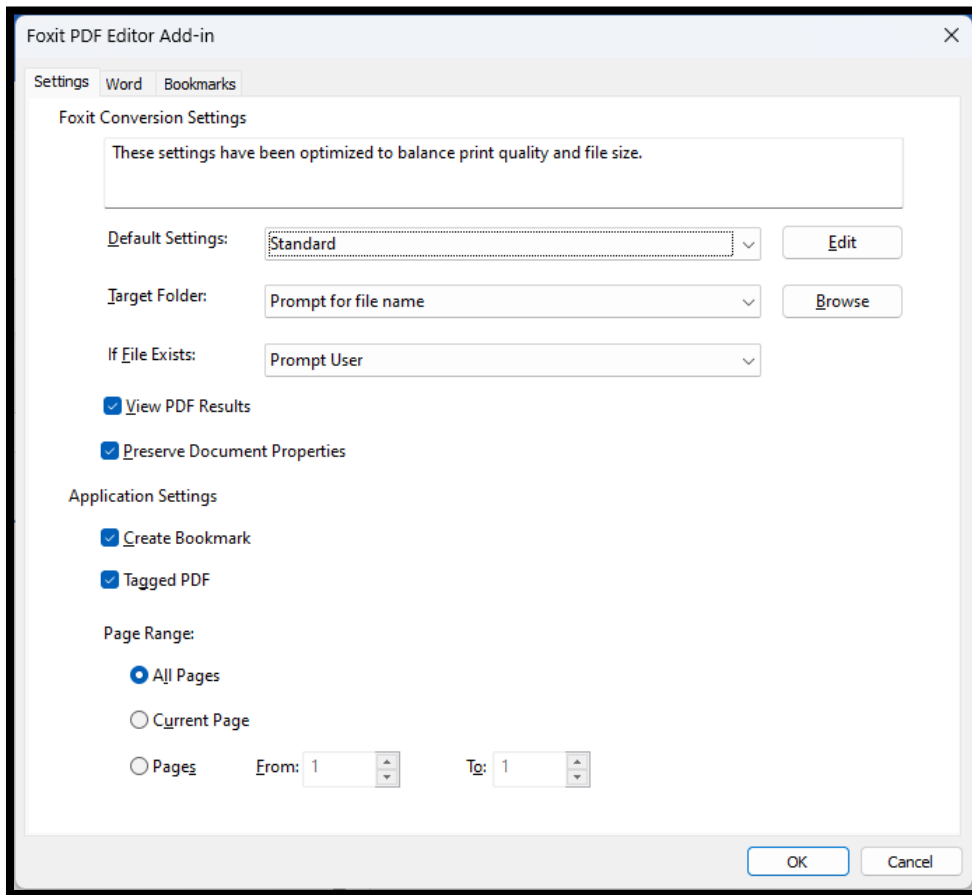 Foxit PDF Editor Add-in
Settings Word Bookmarks
Foxit Conversion Settings
These settings have been optimized to balance print quality and file size.
Default Settings: Standard Edit
Target Folder: Prompt for file name Browse
If File Exists: Prompt User
View PDF Results
Preserve Document Properties
Application Settings
Create Bookmark
Tagged PDF
Page Range:
All Pages
Current Page
Pages From: 1 To: 1
OK Cancel